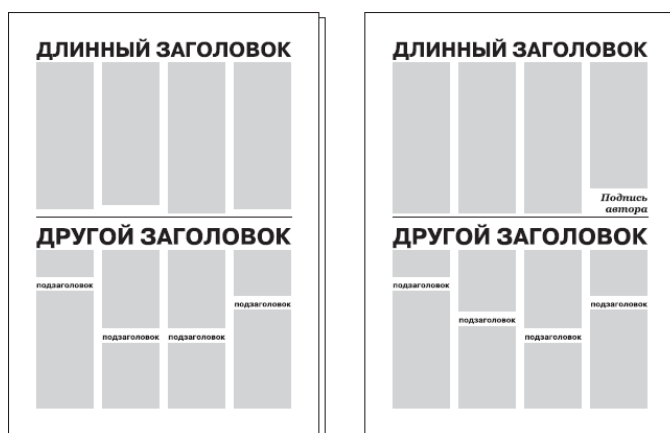 ДЛИННЫЙ ЗАГОЛОВОК
ДРУГОЙ ЗАГОЛОВОК
подзаголовок
подзаголовок
подзаголовок
подзаголовок
ДЛИННЫЙ ЗАГОЛОВОК
Подпись
автора
ДРУГОЙ ЗАГОЛОВОК
подзаголовок
подзаголовок
подзаголовок
подзаголовок